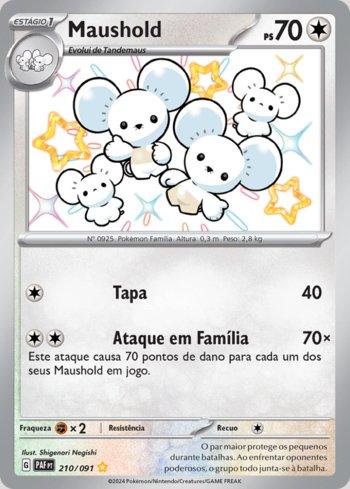 ESTÁGIO 1
Maushold
PS 70
Evolui de Tandemaus
Nº 0925 Pokémon Família Altura: 0,3 m Peso: 2,8 kg
Tapa 40
Ataque em Família 70×
Este ataque causa 70 pontos de dano para cada um dos
seus Maushold em jogo.
Fraqueza ×2 Resistência Recuo
Ilust. Shigenori Negishi
G PAF PT 210/091
O par maior protege os pequenos
durante batalhas. Ao enfrentar oponentes
poderosos, o grupo todo junta-se à batalha.
©2024 Pokémon/Nintendo/Creatures/GAME FREAK